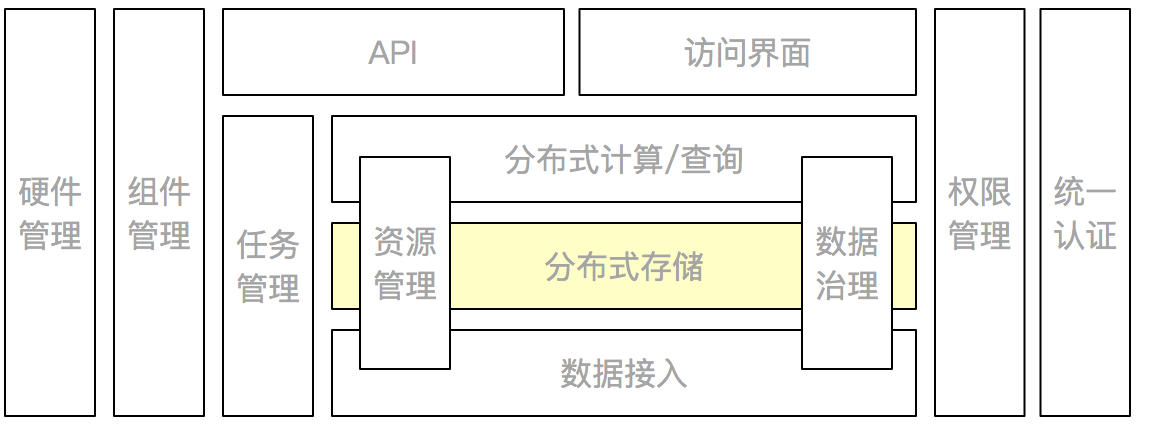 硬件
管理
组件
管理
API
访问界面
任务
管理
分布式计算/查询
资源
管理
分布式存储
数据
治理
数据接入
权限
管理
统一
认证